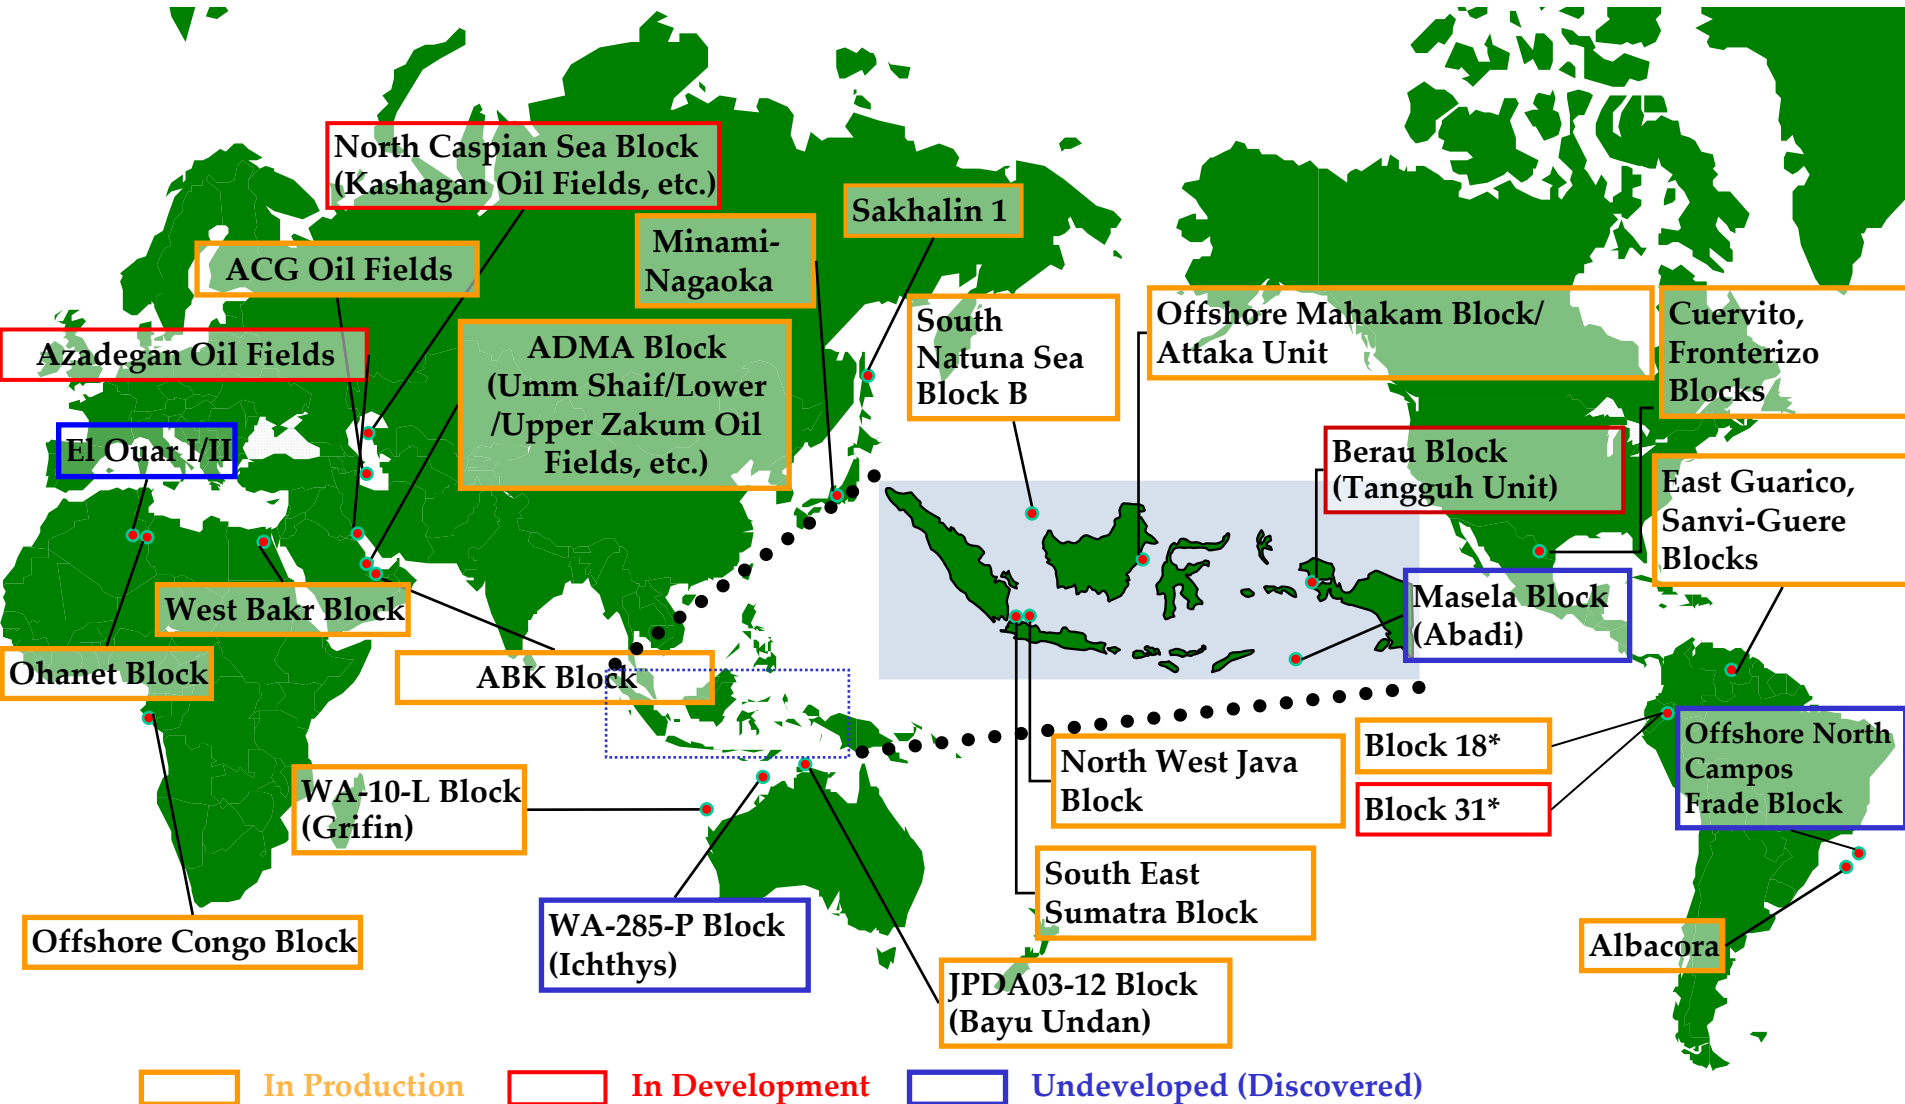 North Caspian Sea Block
(Kashagan Oil Fields, etc.)
Sakhalin 1
Minami-
Nagaoka
ACG Oil Fields
South
Natuna Sea
Block B
Offshore Mahakam Block/
Attaka Unit
Cuervito,
Fronterizo
Blocks
Azadegan Oil Fields
ADMA Block
(Umm Shaif/Lower
/Upper Zakum Oil
Fields, etc.)
El Ouar I/II
Berau Block
(Tangguh Unit)
East Guarico,
Sanvi-Guere
Blocks
West Bakr Block
Masela Block
(Abadi)
Ohanet Block
ABK Block
Block 18*
Offshore North
Campos
Frade Block
North West Java
Block
WA-10-L Block
(Grifin)
Block 31*
South East
Sumatra Block
WA-285-P Block
(Ichthys)
Offshore Congo Block
Albacora
JPDA03-12 Block
(Bayu Undan)
In Production
In Development
Undeveloped (Discovered)